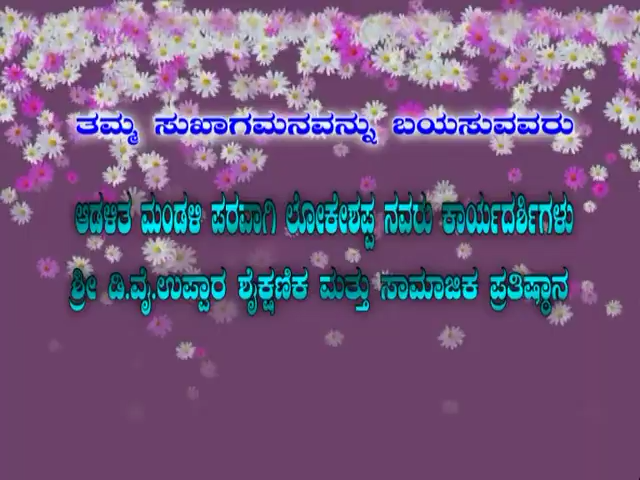 ತಮ್ಮ ಸುಖಾಗಮನವನ್ನು ಬಯಸುವವರು
ಆಡಳಿತ ಮಂಡಳಿ ಪರವಾಗಿ ಲೋಕೇಶಪ್ಪ ನವರು ಕಾರ್ಯದರ್ಶಿಗಳು
ಶ್ರೀ ಡಿ.ವೈ.ಉಪ್ಪಾರ ಶೈಕ್ಷಣಿಕ ಮತ್ತು ಸಾಮಾಜಿಕ ಪ್ರತಿಷ್ಠಾನ